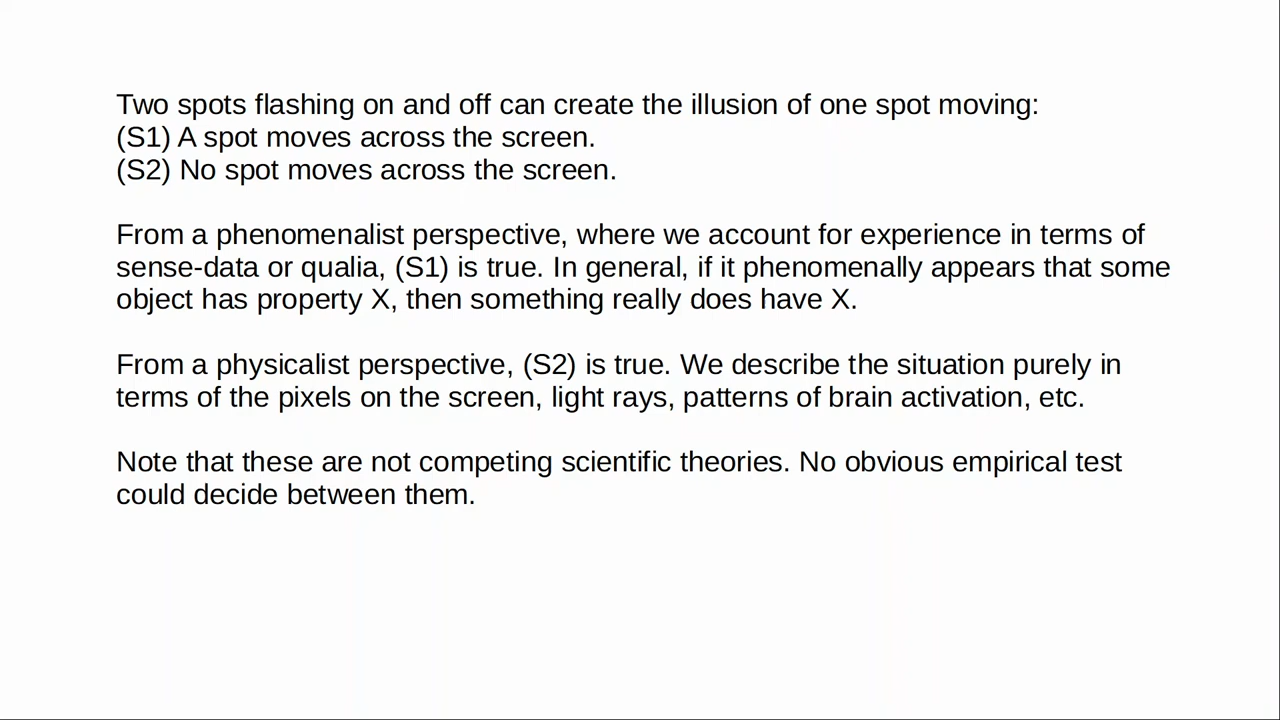 Two spots flashing on and off can create the illusion of one spot moving:
(S1) A spot moves across the screen.
(S2) No spot moves across the screen.
From a phenomenalist perspective, where we account for experience in terms of
sense-data or qualia, (S1) is true. In general, if it phenomenally appears that some
object has property X, then something really does have X.
From a physicalist perspective, (S2) is true. We describe the situation purely in
terms of the pixels on the screen, light rays, patterns of brain activation, etc.
Note that these are not competing scientific theories. No obvious empirical test
could decide between them.